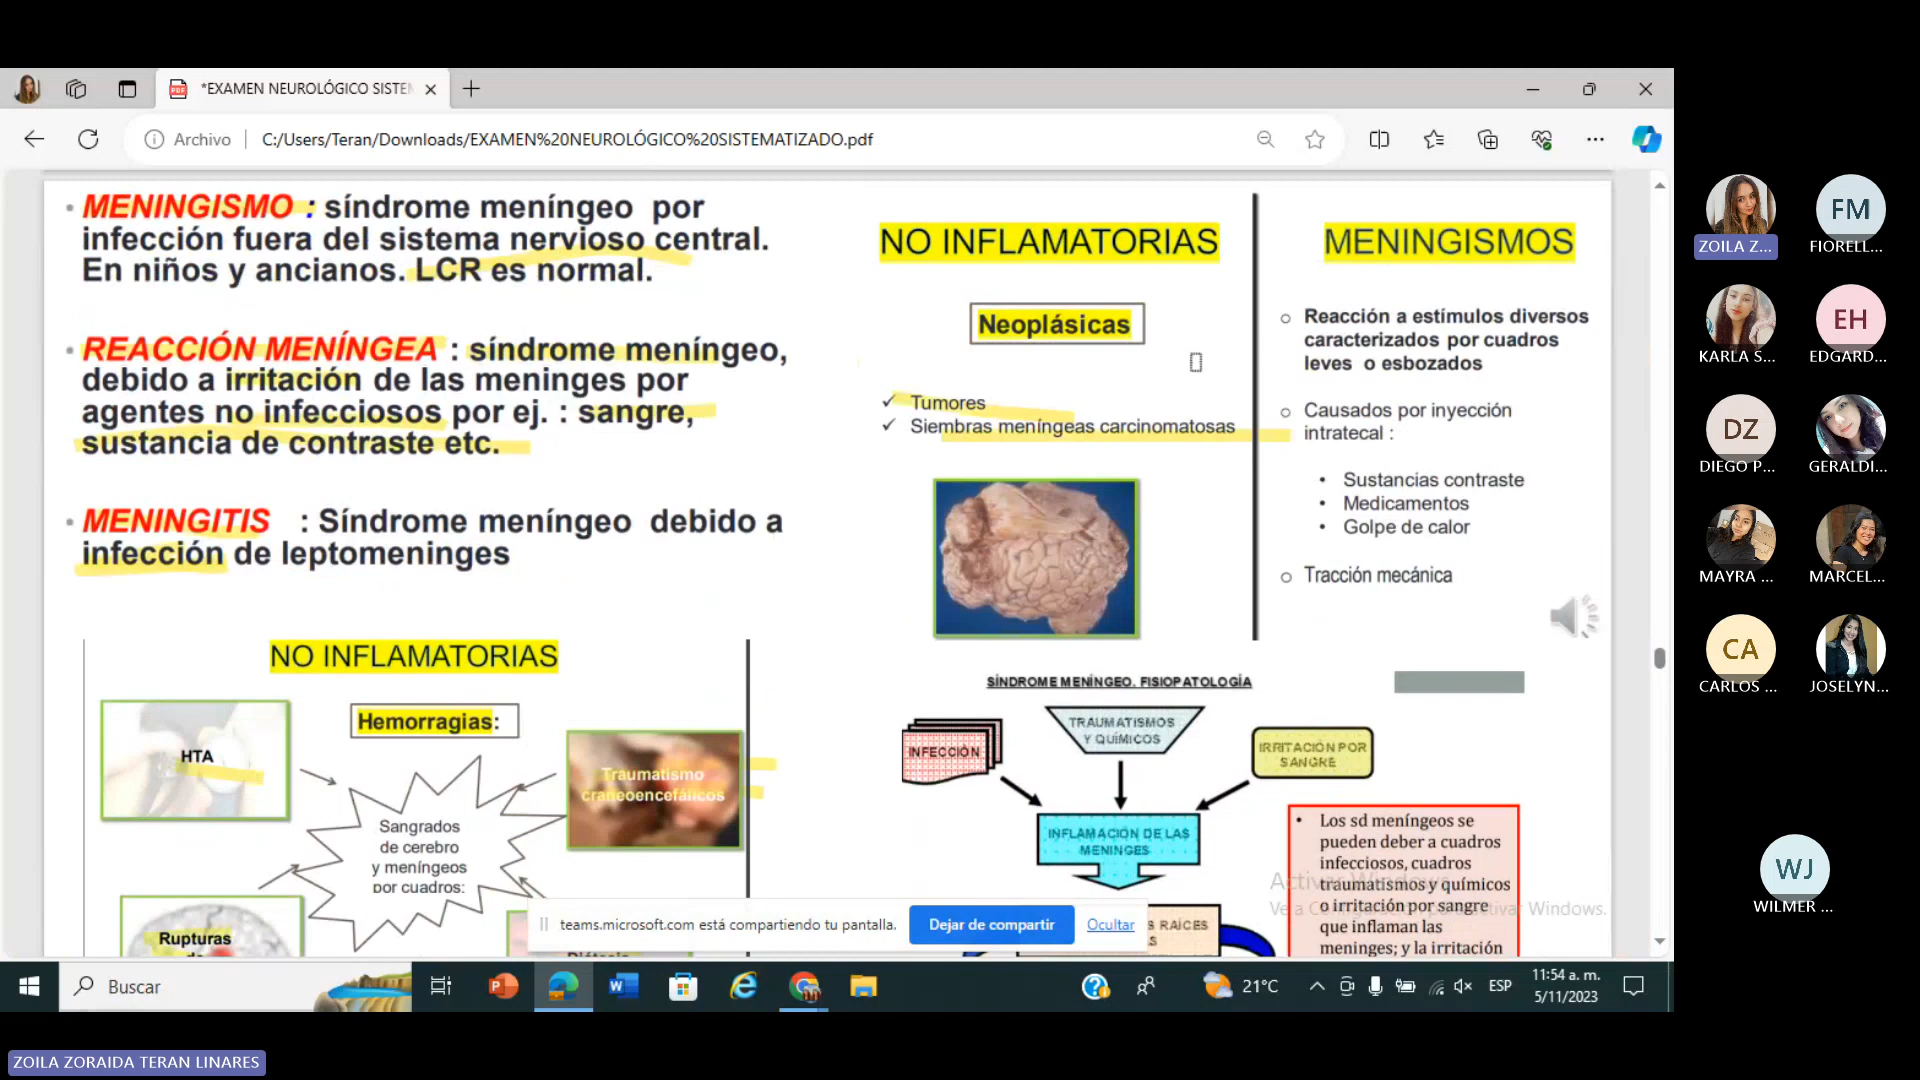 *EXAMEN NEUROLÓGICO SISTEM
Archivo
C:/Users/Teran/Downloads/EXAMEN%20NEUROLÓGICO%20SISTEMATIZADO.pdf
• MENINGISMO : síndrome meníngeo por
infección fuera del sistema nervioso central.
En niños y ancianos. LCR es normal.
• REACCIÓN MENÍNGEA : síndrome meníngeo,
debido a irritación de las meninges por
agentes no infecciosos por ej. : sangre,
sustancia de contraste etc.
• MENINGITIS : Síndrome meníngeo debido a
infección de leptomeninges
NO INFLAMATORIAS
Neoplásicas
✓ Tumores
✓ Siembras meníngeas carcinomatosas
MENINGISMOS
o Reacción a estímulos diversos
caracterizados por cuadros
leves o esbozados
o Causados por inyección
intratecal :
• Sustancias contraste
• Medicamentos
• Golpe de calor
o Tracción mecánica
NO INFLAMATORIAS
Hemorragias:
HTA
Traumatismo
craneoencefálicos
Sangrados
de cerebro
y meníngeos
por cuadros:
Rupturas
SÍNDROME MENÍNGEO. FISIOPATOLOGÍA
INFECCIÓN
TRAUMATISMOS
Y QUÍMICOS
IRRITACIÓN POR
SANGRE
INFLAMACIÓN DE LAS
MENINGES
RAÍCES
• Los sd meníngeos se
pueden deber a cuadros
infecciosos, cuadros
traumatismos y químicos
o irritación por sangre
que inflaman las
meninges; y la irritación
teams.microsoft.com está compartiendo tu pantalla.
Dejar de compartir
Ocultar
Buscar
21°C
ESP
11:54 a. m.
5/11/2023
ZOILA Z...
FM
FIORELL...
KARLA S...
EH
EDGARD...
DZ
DIEGO P...
GERALDI...
MAYRA ...
MARCEL...
CA
CARLOS ...
JOSELYN...
WJ
WILMER ...
ZOILA ZORAIDA TERAN LINARES